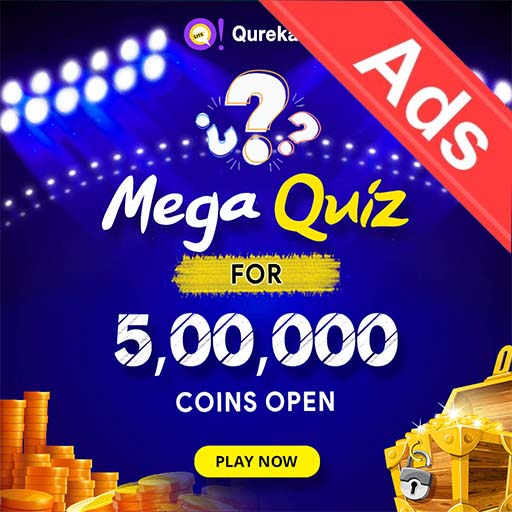 Qureka
Ads
Mega Quiz
FOR
5,00,000
COINS OPEN
PLAY NOW